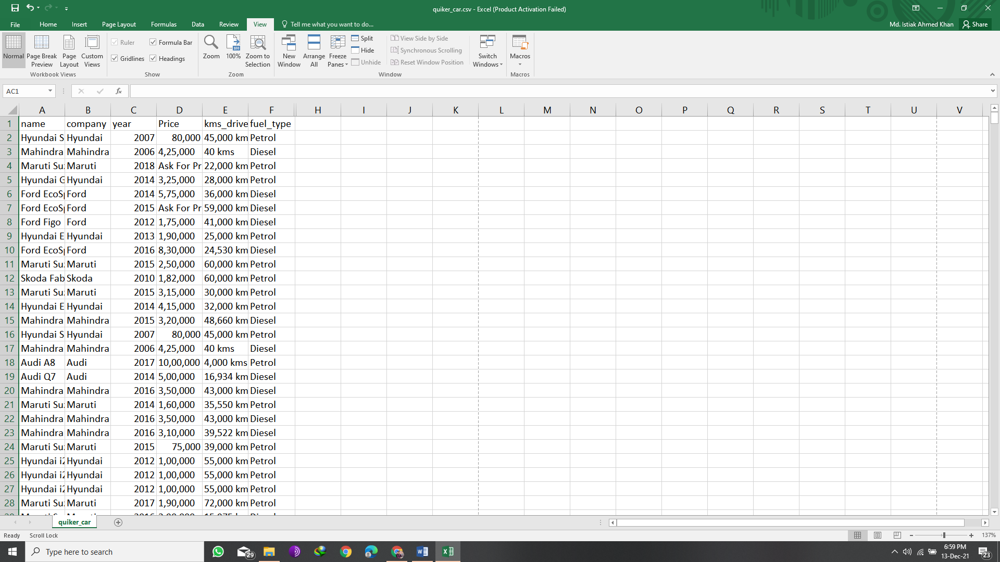 quiker_car.csv - Excel (Product Activation Failed)
File Home Insert Page Layout Formulas Data Review View Tell me what you want to do... Md. Istiak Ahmed Khan Share
Normal Page Break Preview Page Layout Custom Views
Workbook Views
Ruler Formula Bar
Gridlines Headings
Show
Zoom 100% Zoom to Selection
Zoom
New Window Arrange All Freeze Panes
Split
Hide
Unhide
View Side by Side
Synchronous Scrolling
Reset Window Position
Switch Windows
Window
Macros
Macros
AC1 fx
A B C D E F H I J K L M N O P Q R S T U V
1 name company year Price kms_drive fuel_type
2 Hyundai S Hyundai 2007 80,000 45,000 km Petrol
3 Mahindra Mahindra 2006 4,25,000 40 kms Diesel
4 Maruti Su Maruti 2018 Ask For Pr 22,000 km Petrol
5 Hyundai G Hyundai 2014 3,25,000 28,000 km Petrol
6 Ford EcoSp Ford 2014 5,75,000 36,000 km Diesel
7 Ford EcoSp Ford 2015 Ask For Pr 59,000 km Diesel
8 Ford Figo Ford 2012 1,75,000 41,000 km Diesel
9 Hyundai E Hyundai 2013 1,90,000 25,000 km Petrol
10 Ford EcoSp Ford 2016 8,30,000 24,530 km Diesel
11 Maruti Su Maruti 2015 2,50,000 60,000 km Petrol
12 Skoda Fab Skoda 2010 1,82,000 60,000 km Petrol
13 Maruti Su Maruti 2015 3,15,000 30,000 km Petrol
14 Hyundai E Hyundai 2014 4,15,000 32,000 km Petrol
15 Mahindra Mahindra 2015 3,20,000 48,660 km Diesel
16 Hyundai S Hyundai 2007 80,000 45,000 km Petrol
17 Mahindra Mahindra 2006 4,25,000 40 kms Diesel
18 Audi A8 Audi 2017 10,00,000 4,000 kms Petrol
19 Audi Q7 Audi 2014 5,00,000 16,934 km Diesel
20 Mahindra Mahindra 2016 3,50,000 43,000 km Diesel
21 Maruti Su Maruti 2014 1,60,000 35,550 km Petrol
22 Mahindra Mahindra 2016 3,50,000 43,000 km Diesel
23 Mahindra Mahindra 2016 3,10,000 39,522 km Diesel
24 Maruti Su Maruti 2015 75,000 39,000 km Petrol
25 Hyundai i2 Hyundai 2012 1,00,000 55,000 km Petrol
26 Hyundai i2 Hyundai 2012 1,00,000 55,000 km Petrol
27 Hyundai i2 Hyundai 2012 1,00,000 55,000 km Petrol
28 Maruti Su Maruti 2017 1,90,000 72,000 km Petrol
quiker_car
Ready Scroll Lock 137%
Type here to search 29
6:59 PM
13-Dec-21
23